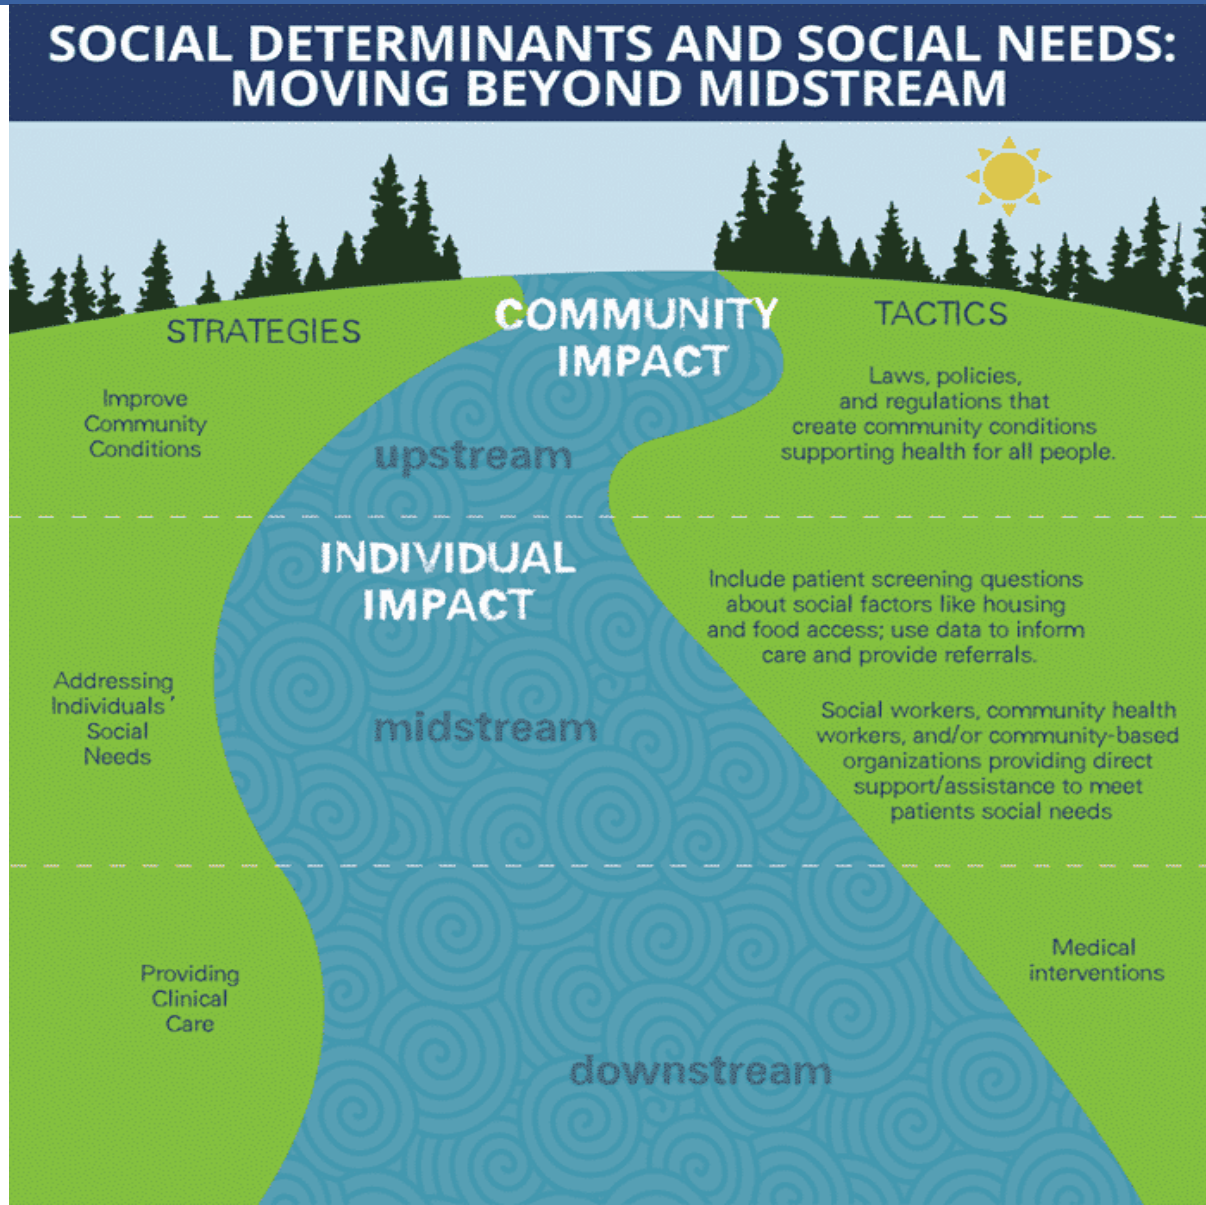 SOCIAL DETERMINANTS AND SOCIAL NEEDS:
MOVING BEYOND MIDSTREAM
STRATEGIES
COMMUNITY
IMPACT
TACTICS
Improve
Community
Conditions
upstream
Laws, policies,
and regulations that
create community conditions
supporting health for all people.
INDIVIDUAL
IMPACT
Addressing
Individuals'
Social
Needs
midstream
Include patient screening questions
about social factors like housing
and food access; use data to inform
care and provide referrals.
Social workers, community health
workers, and/or community-based
organizations providing direct
support/assistance to meet
patients social needs
Providing
Clinical
Care
downstream
Medical
interventions